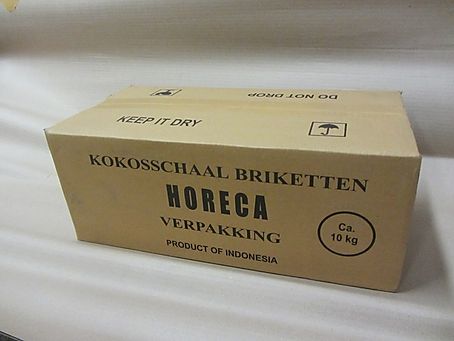 DO NOT DROP
KEEP IT DRY
KOKOSSCHAAL BRIKETTEN
HORECA
VERPAKKING
PRODUCT OF INDONESIA
Ca.
10 kg